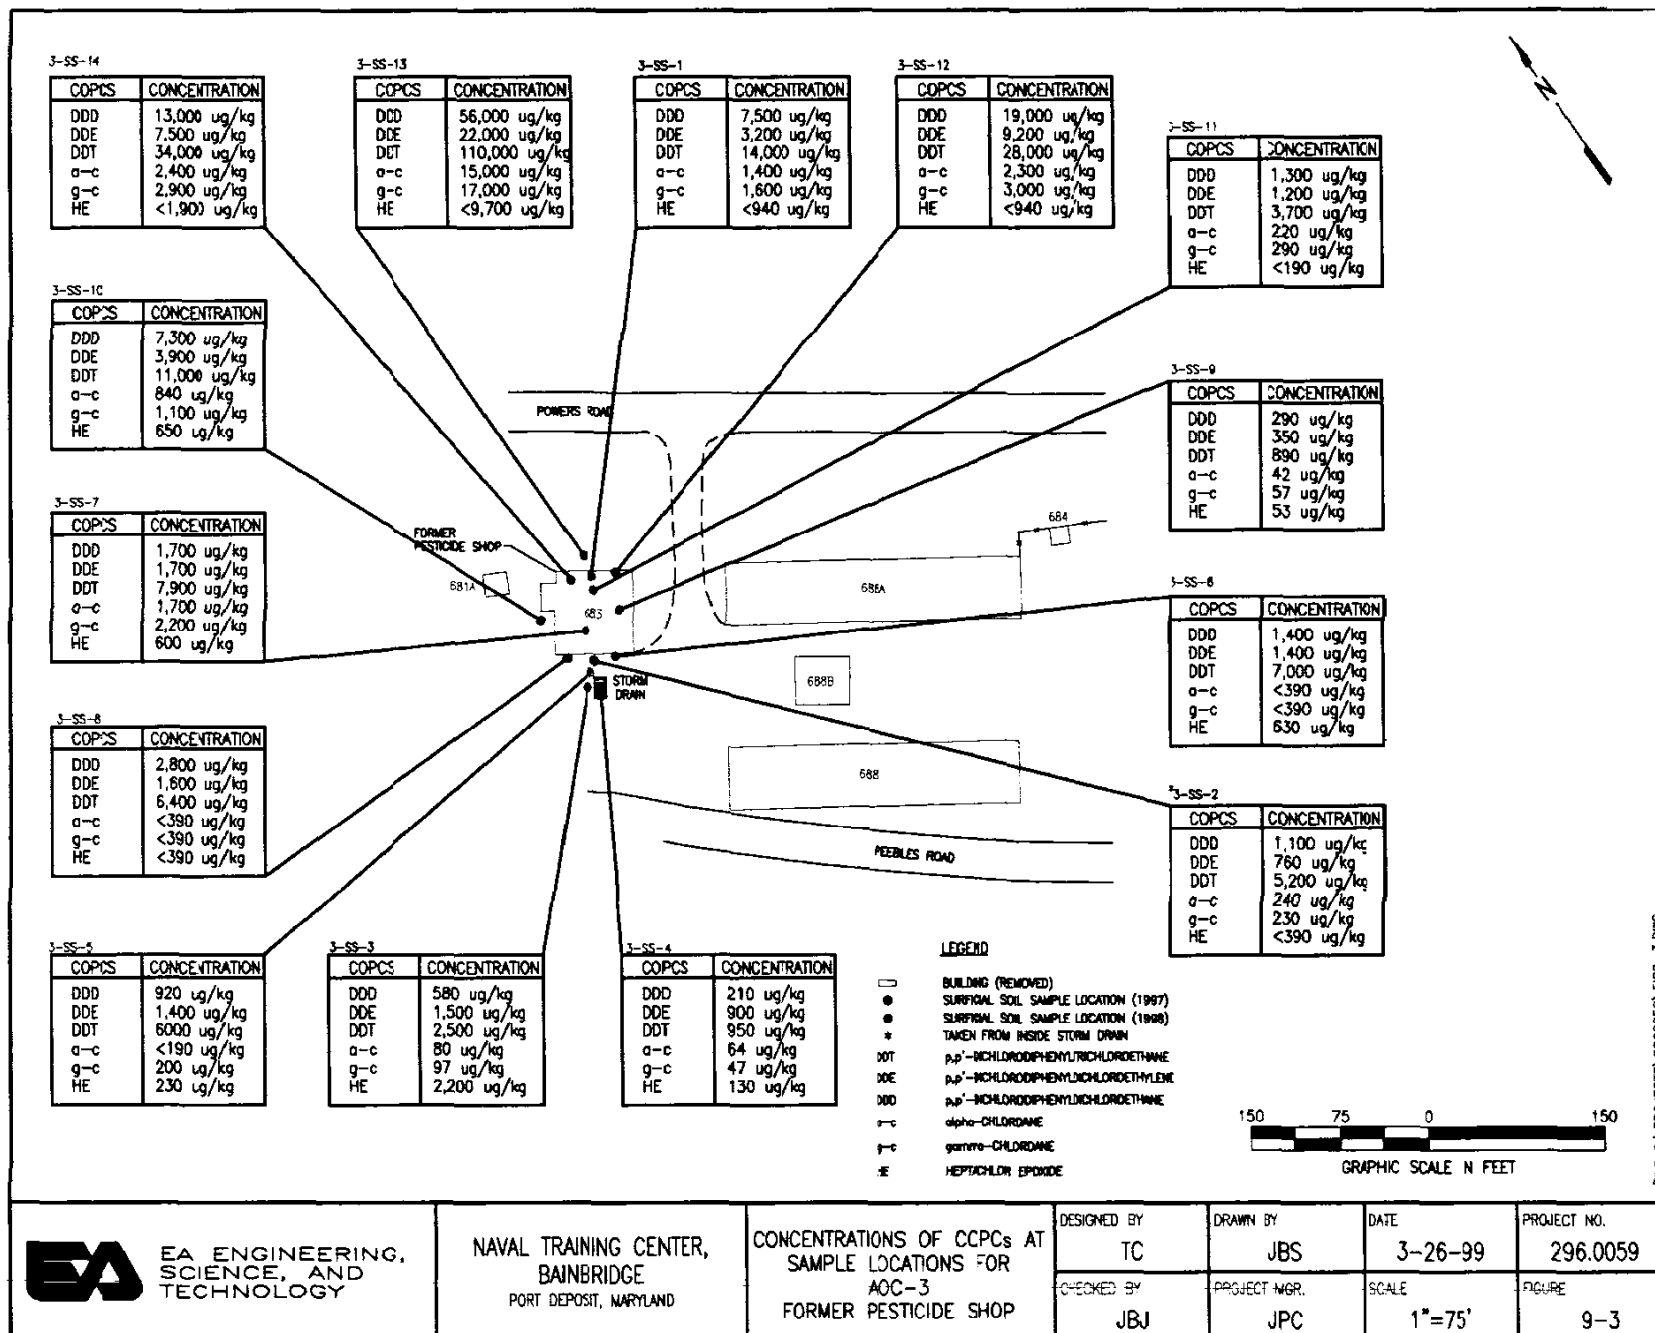 3-SS-14
COPCS CONCENTRATION
DDD 13,000 ug/kg
DDE 7,500 ug/kg
DDT 34,000 ug/kg
a-c 2,400 ug/kg
g-c 2,900 ug/kg
HE <1,900 ug/kg
3-SS-13
COPCS CONCENTRATION
DDD 56,000 ug/kg
DDE 22,000 ug/kg
DDT 110,000 ug/kg
a-c 15,000 ug/kg
g-c 17,000 ug/kg
HE <9,700 ug/kg
3-SS-1
COPCS CONCENTRATION
DDD 7,500 ug/kg
DDE 3,200 ug/kg
DDT 14,000 ug/kg
a-c 1,400 ug/kg
g-c 1,600 ug/kg
HE <940 ug/kg
3-SS-12
COPCS CONCENTRATION
DDD 19,000 ug/kg
DDE 9,200 ug/kg
DDT 28,000 ug/kg
a-c 2,300 ug/kg
g-c 3,000 ug/kg
HE <940 ug/kg
N
3-SS-11
COPCS CONCENTRATION
DDD 1,300 ug/kg
DDE 1,200 ug/kg
DDT 3,700 ug/kg
a-c 220 ug/kg
g-c 290 ug/kg
HE <190 ug/kg
3-SS-10
COPCS CONCENTRATION
DDD 7,300 ug/kg
DDE 3,900 ug/kg
DDT 11,000 ug/kg
a-c 840 ug/kg
g-c 1,100 ug/kg
HE 650 ug/kg
3-SS-9
COPCS CONCENTRATION
DDD 290 ug/kg
DDE 350 ug/kg
DDT 890 ug/kg
a-c 42 ug/kg
g-c 57 ug/kg
HE 53 ug/kg
POWERS ROAD
3-SS-7
COPCS CONCENTRATION
DDD 1,700 ug/kg
DDE 1,700 ug/kg
DDT 7,900 ug/kg
a-c 1,700 ug/kg
g-c 2,200 ug/kg
HE 600 ug/kg
FORMER
PESTICIDE SHOP
681A
683
688A
684
3-SS-6
COPCS CONCENTRATION
DDD 1,400 ug/kg
DDE 1,400 ug/kg
DDT 7,000 ug/kg
a-c <390 ug/kg
g-c <390 ug/kg
HE 630 ug/kg
STORM
DRAIN
688B
688
3-SS-8
COPCS CONCENTRATION
DDD 2,800 ug/kg
DDE 1,600 ug/kg
DDT 6,400 ug/kg
a-c <390 ug/kg
g-c <390 ug/kg
HE <390 ug/kg
PEEBLES ROAD
*3-SS-2
COPCS CONCENTRATION
DDD 1,100 ug/kg
DDE 760 ug/kg
DDT 5,200 ug/kg
a-c 240 ug/kg
g-c 230 ug/kg
HE <390 ug/kg
3-SS-5
COPCS CONCENTRATION
DDD 920 ug/kg
DDE 1,400 ug/kg
DDT 6000 ug/kg
a-c <190 ug/kg
g-c 200 ug/kg
HE 230 ug/kg
3-SS-3
COPCS CONCENTRATION
DDD 580 ug/kg
DDE 1,500 ug/kg
DDT 2,500 ug/kg
a-c 80 ug/kg
g-c 97 ug/kg
HE 2,200 ug/kg
3-SS-4
COPCS CONCENTRATION
DDD 210 ug/kg
DDE 900 ug/kg
DDT 950 ug/kg
a-c 64 ug/kg
g-c 47 ug/kg
HE 130 ug/kg
LEGEND
BUILDING (REMOVED)
SURFICIAL SOIL SAMPLE LOCATION (1997)
SURFICIAL SOIL SAMPLE LOCATION (1998)
* TAKEN FROM INSIDE STORM DRAIN
DDT p,p'-DICHLORODIPHENYLTRICHLOROETHANE
DDE p,p'-DICHLORODIPHENYLDICHLOROETHYLENE
DDD p,p'-DICHLORODIPHENYLDICHLOROETHANE
a-c alpha-CHLORDANE
g-c gamma-CHLORDANE
HE HEPTACHLOR EPOXIDE
150 75 0 150
GRAPHIC SCALE IN FEET
EA ENGINEERING,
SCIENCE, AND
TECHNOLOGY
NAVAL TRAINING CENTER,
BAINBRIDGE
PORT DEPOSIT, MARYLAND
CONCENTRATIONS OF COPCs AT
SAMPLE LOCATIONS FOR
AOC-3
FORMER PESTICIDE SHOP
DESIGNED BY
TC
DRAWN BY
JBS
DATE
3-26-99
PROJECT NO.
296.0059
CHECKED BY
JBJ
PROJECT MGR.
JPC
SCALE
1"=75'
FIGURE
9-3